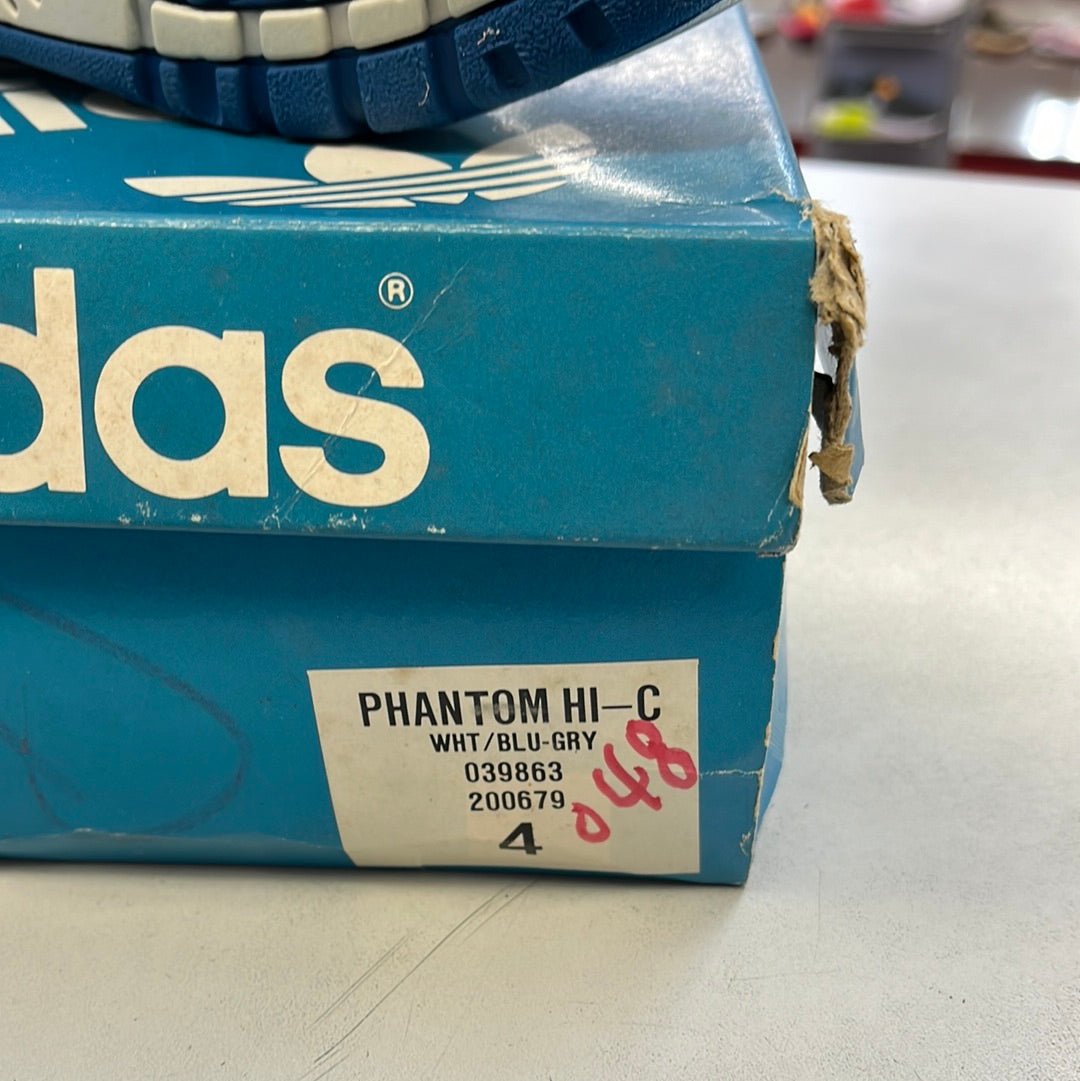 das®
PHANTOM HI–C
WHT/BLU-GRY
039863
200679
4
048